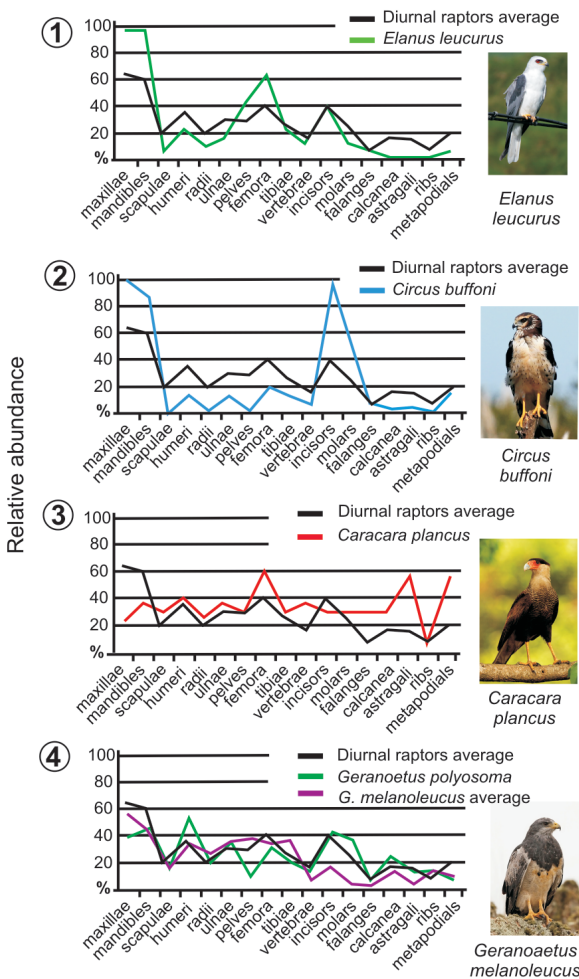 Relative abundance
1
Diurnal raptors average
Elanus leucurus
100
80
60
40
20
%
maxillae
mandibles
scapulae
humeri
radii
ulnae
pelves
femora
tibiae
vertebrae
incisors
molars
falanges
calcanea
astragali
ribs
metapodials
Elanus
leucurus
2
Diurnal raptors average
Circus buffoni
100
80
60
40
20
%
maxillae
mandibles
scapulae
humeri
radii
ulnae
pelves
femora
tibiae
vertebrae
incisors
molars
falanges
calcanea
astragali
ribs
metapodials
Circus
buffoni
3
Diurnal raptors average
Caracara plancus
100
80
60
40
20
%
maxillae
mandibles
scapulae
humeri
radii
ulnae
pelves
femora
tibiae
vertebrae
incisors
molars
falanges
calcanea
astragali
ribs
metapodials
Caracara
plancus
4
Diurnal raptors average
Geranoetus polyosoma
G. melanoleucus average
100
80
60
40
20
%
maxillae
mandibles
scapulae
humeri
radii
ulnae
pelves
femora
tibiae
vertebrae
incisors
molars
falanges
calcanea
astragali
ribs
metapodials
Geranoaetus
melanoleucus